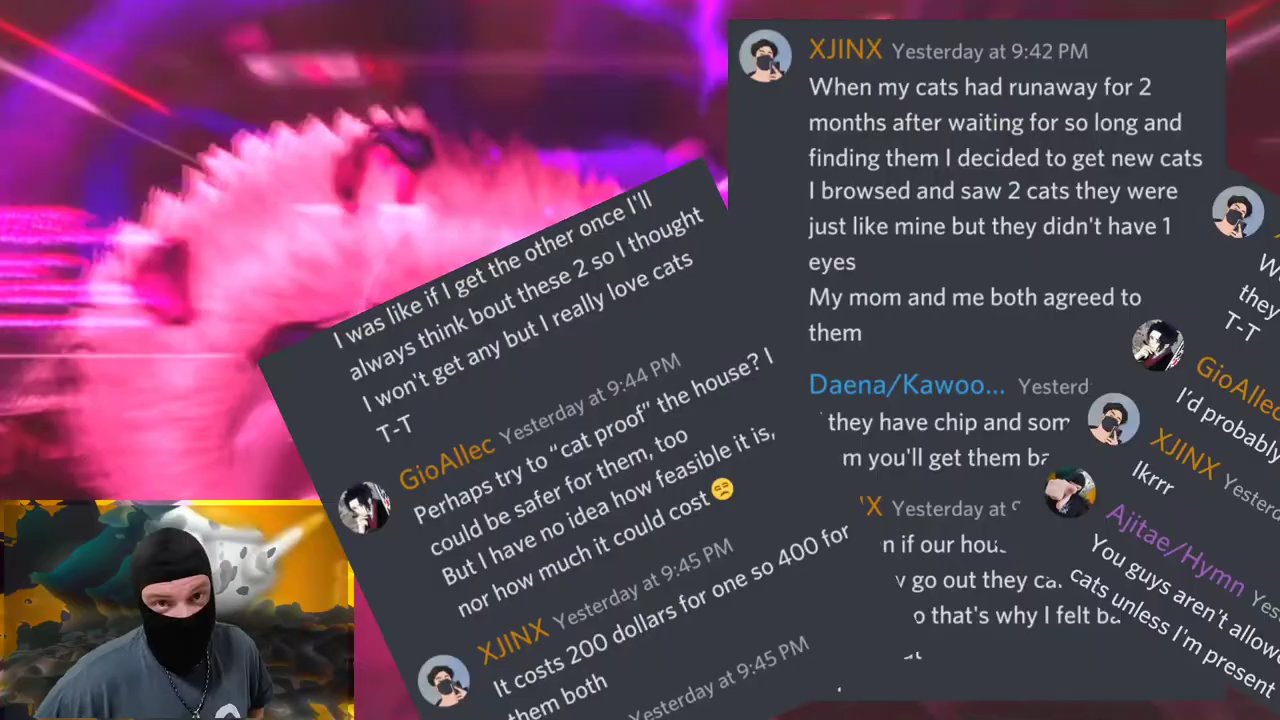 XJINX Yesterday at 9:42 PM
When my cats had runaway for 2
months after waiting for so long and
finding them I decided to get new cats
I browsed and saw 2 cats they were
just like mine but they didn't have 1
eyes
My mom and me both agreed to
them
Daena/Kawoo... Yesterd
they have chip and som
m you'll get them ba
'X Yesterday at
n if our hou
go out they ca
o that's why I felt ba
I was like if I get the other once I'll
always think bout these 2 so I thought
I won't get any but I really love cats
T-T
GioAllec Yesterday at 9:44 PM
Perhaps try to “cat proof” the house? I
could be safer for them, too
But I have no idea how feasible it is,
nor how much it could cost 😔
XJINX Yesterday at 9:45 PM
It costs 200 dollars for one so 400 for
them both
Yesterday at 9:45 PM
W
they
T-T
GioAllec
I'd probably
XJINX Yesterd
Ikrrr
Ajitae/Hymn Yes
You guys aren't allowe
cats unless I'm present